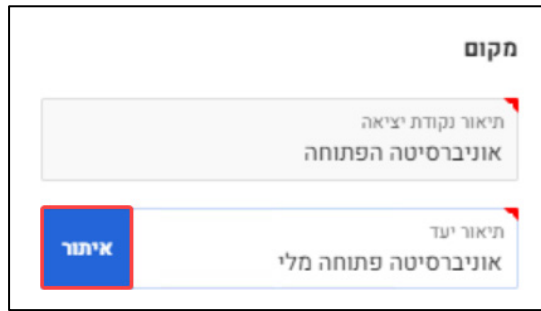 מקום
תיאור נקודת יציאה
אוניברסיטה הפתוחה
תיאור יעד
אוניברסיטה פתוחה מלי
איתור